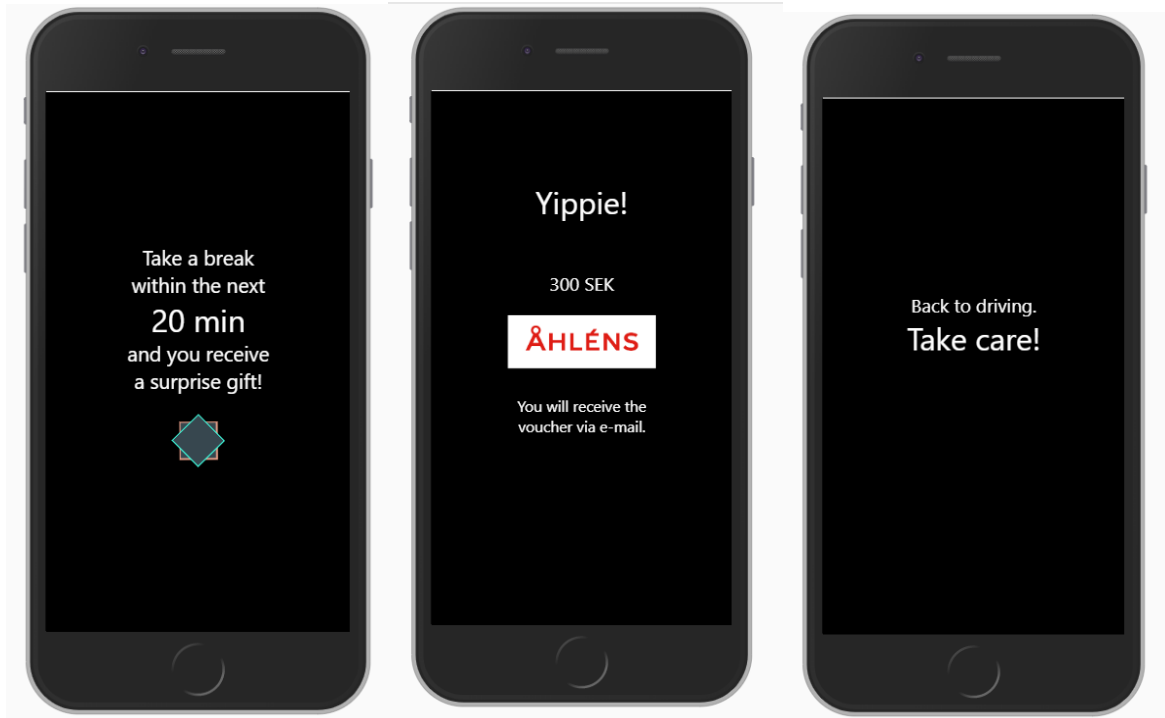 Take a break
within the next
20 min
and you receive
a surprise gift!
Yippie!
300 SEK
ÅHLÉNS
You will receive the
voucher via e-mail.
Back to driving.
Take care!